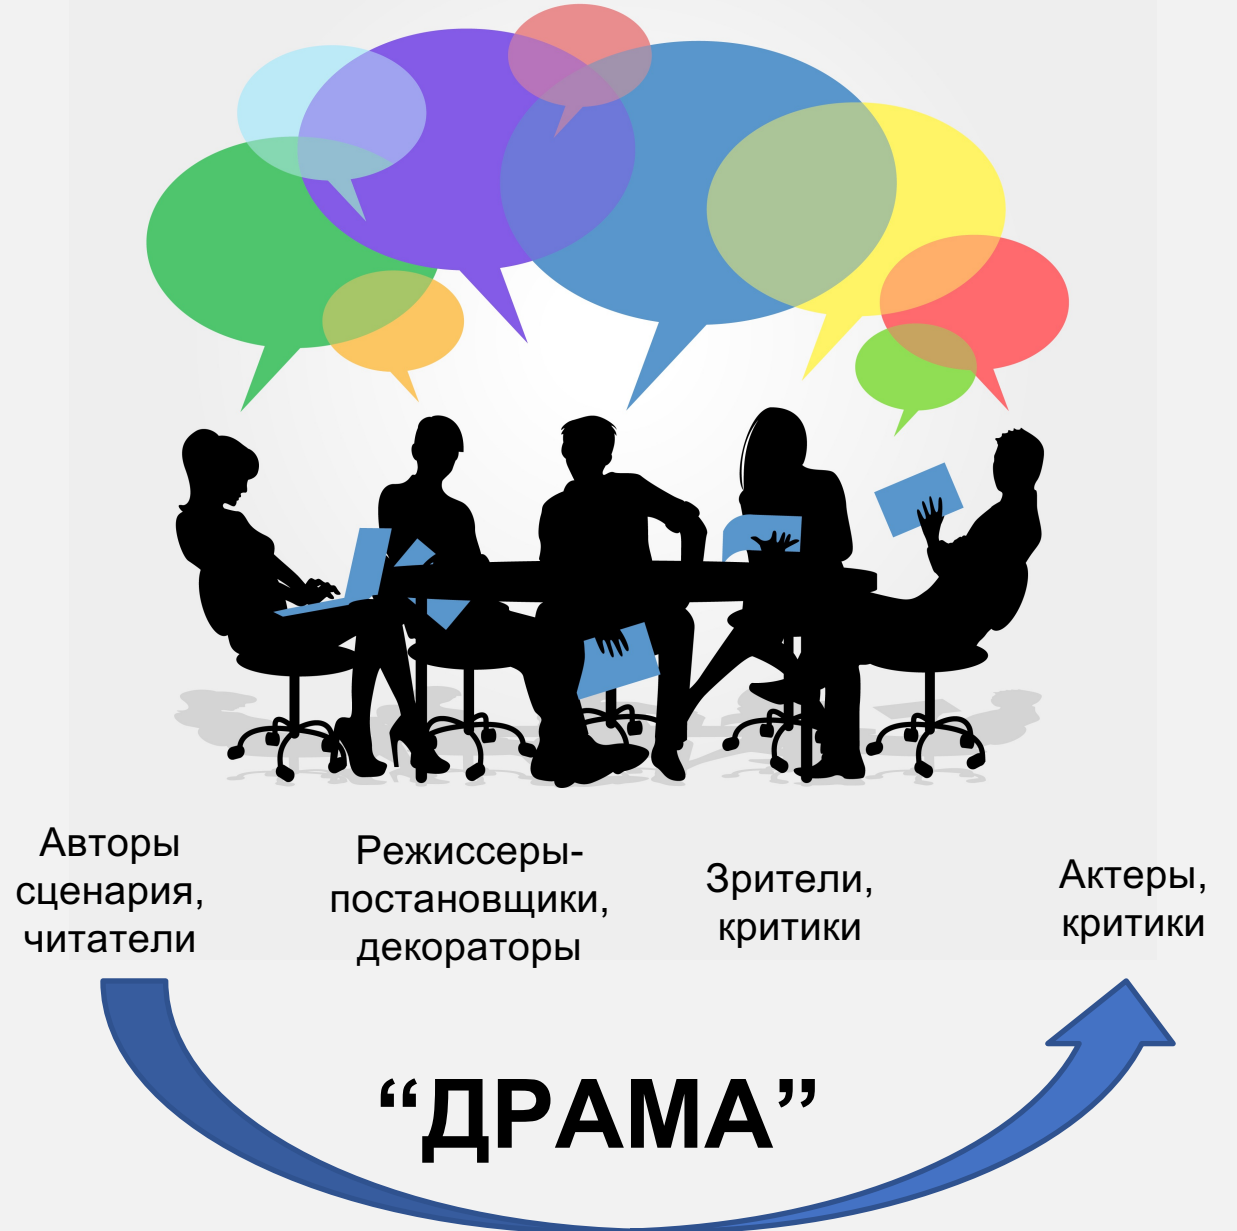 Авторы
сценария,
читатели
Режиссеры-
постановщики,
декораторы
Зрители,
критики
Актеры,
критики
“ДРАМА”